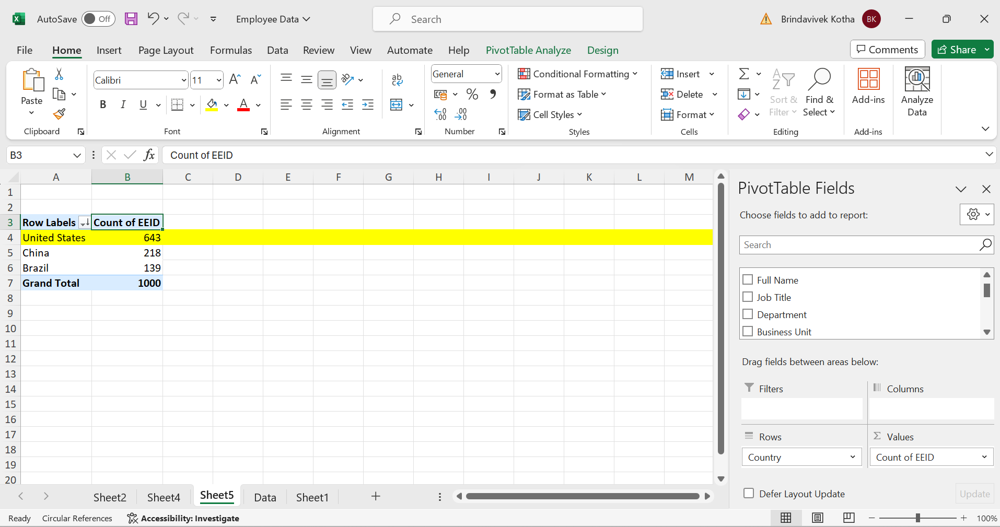 AutoSave Off Employee Data Search Brindavivek Kotha BK
File Home Insert Page Layout Formulas Data Review View Automate Help PivotTable Analyze Design Comments Share
Paste
Clipboard
Calibri 11
B I U A
Font
ab
Alignment
General
% 9
.00
Number
Conditional Formatting
Format as Table
Cell Styles
Styles
Insert
Delete
Format
Cells
Sort & Filter
Find & Select
Editing
Add-ins
Add-ins
Analyze Data
B3 fx Count of EEID
A B C D E F G H I J K L M
1
2
3 Row Labels Count of EEID
4 United States 643
5 China 218
6 Brazil 139
7 Grand Total 1000
8
9
10
11
12
13
14
15
16
17
18
19
20
PivotTable Fields
Choose fields to add to report:
Search
Full Name
Job Title
Department
Business Unit
Drag fields between areas below:
Filters Columns
Rows Values
Country Count of EEID
Defer Layout Update Update
Sheet2 Sheet4 Sheet5 Data Sheet1
Ready Circular References Accessibility: Investigate 100%